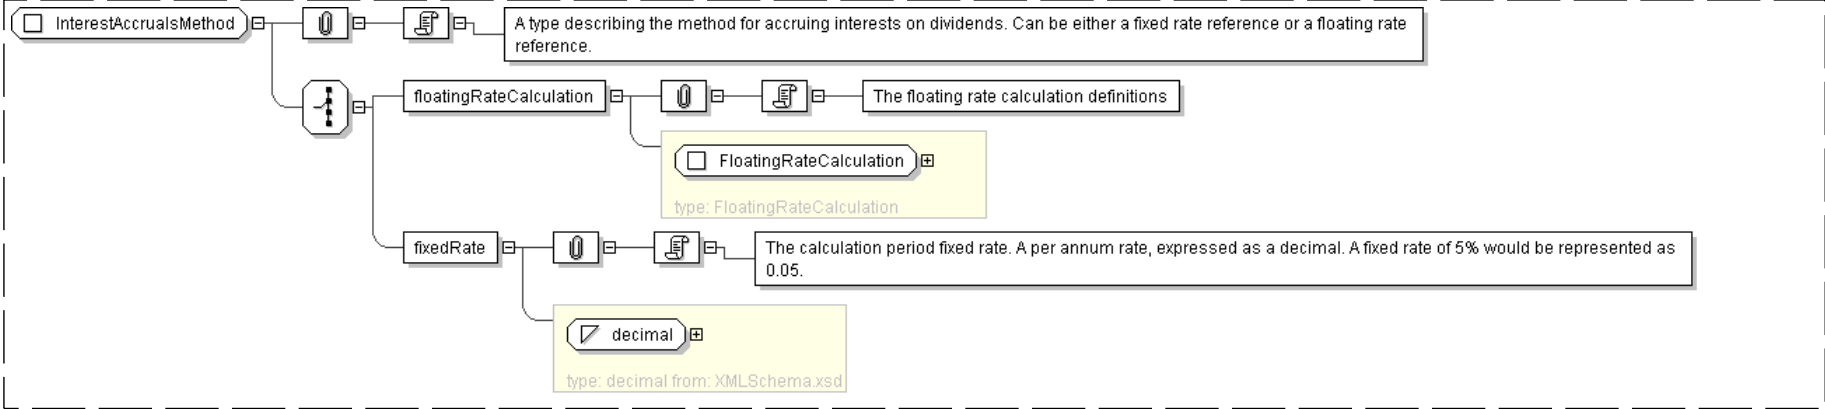 InterestAccrualsMethod
A type describing the method for accruing interests on dividends. Can be either a fixed rate reference or a floating rate
reference.
floatingRateCalculation
The floating rate calculation definitions
FloatingRateCalculation
type: FloatingRateCalculation
fixedRate
The calculation period fixed rate. A per annum rate, expressed as a decimal. A fixed rate of 5% would be represented as
0.05.
decimal
type: decimal from: XMLSchema.xsd